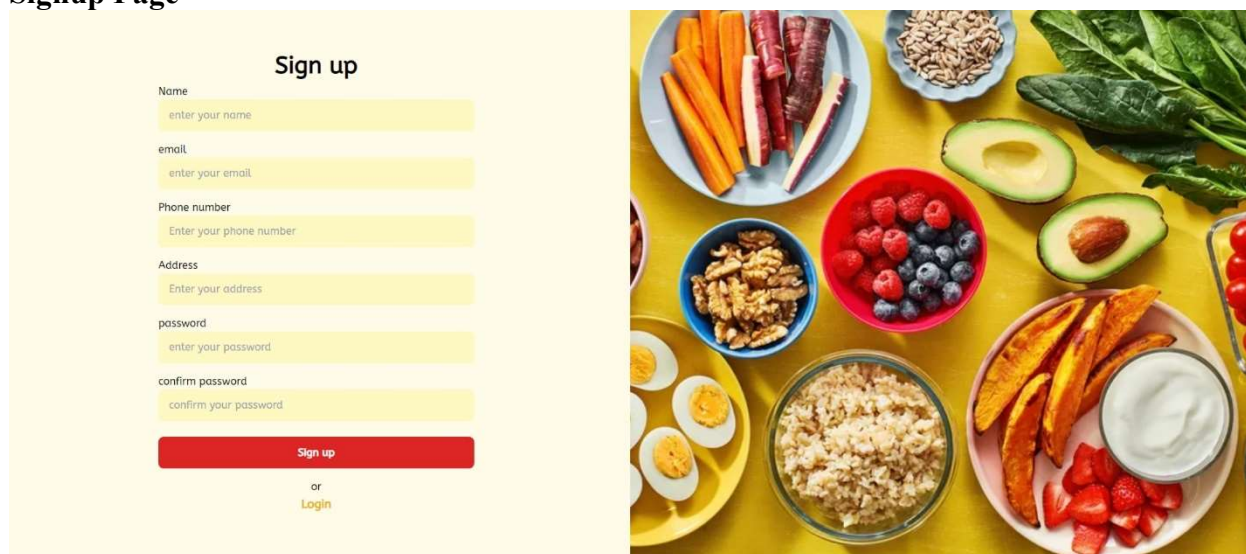 Signup Page
Sign up
Name
enter your name
email
enter your email
Phone number
Enter your phone number
Address
Enter your address
password
enter your password
confirm password
confirm your password
Sign up
or
Login